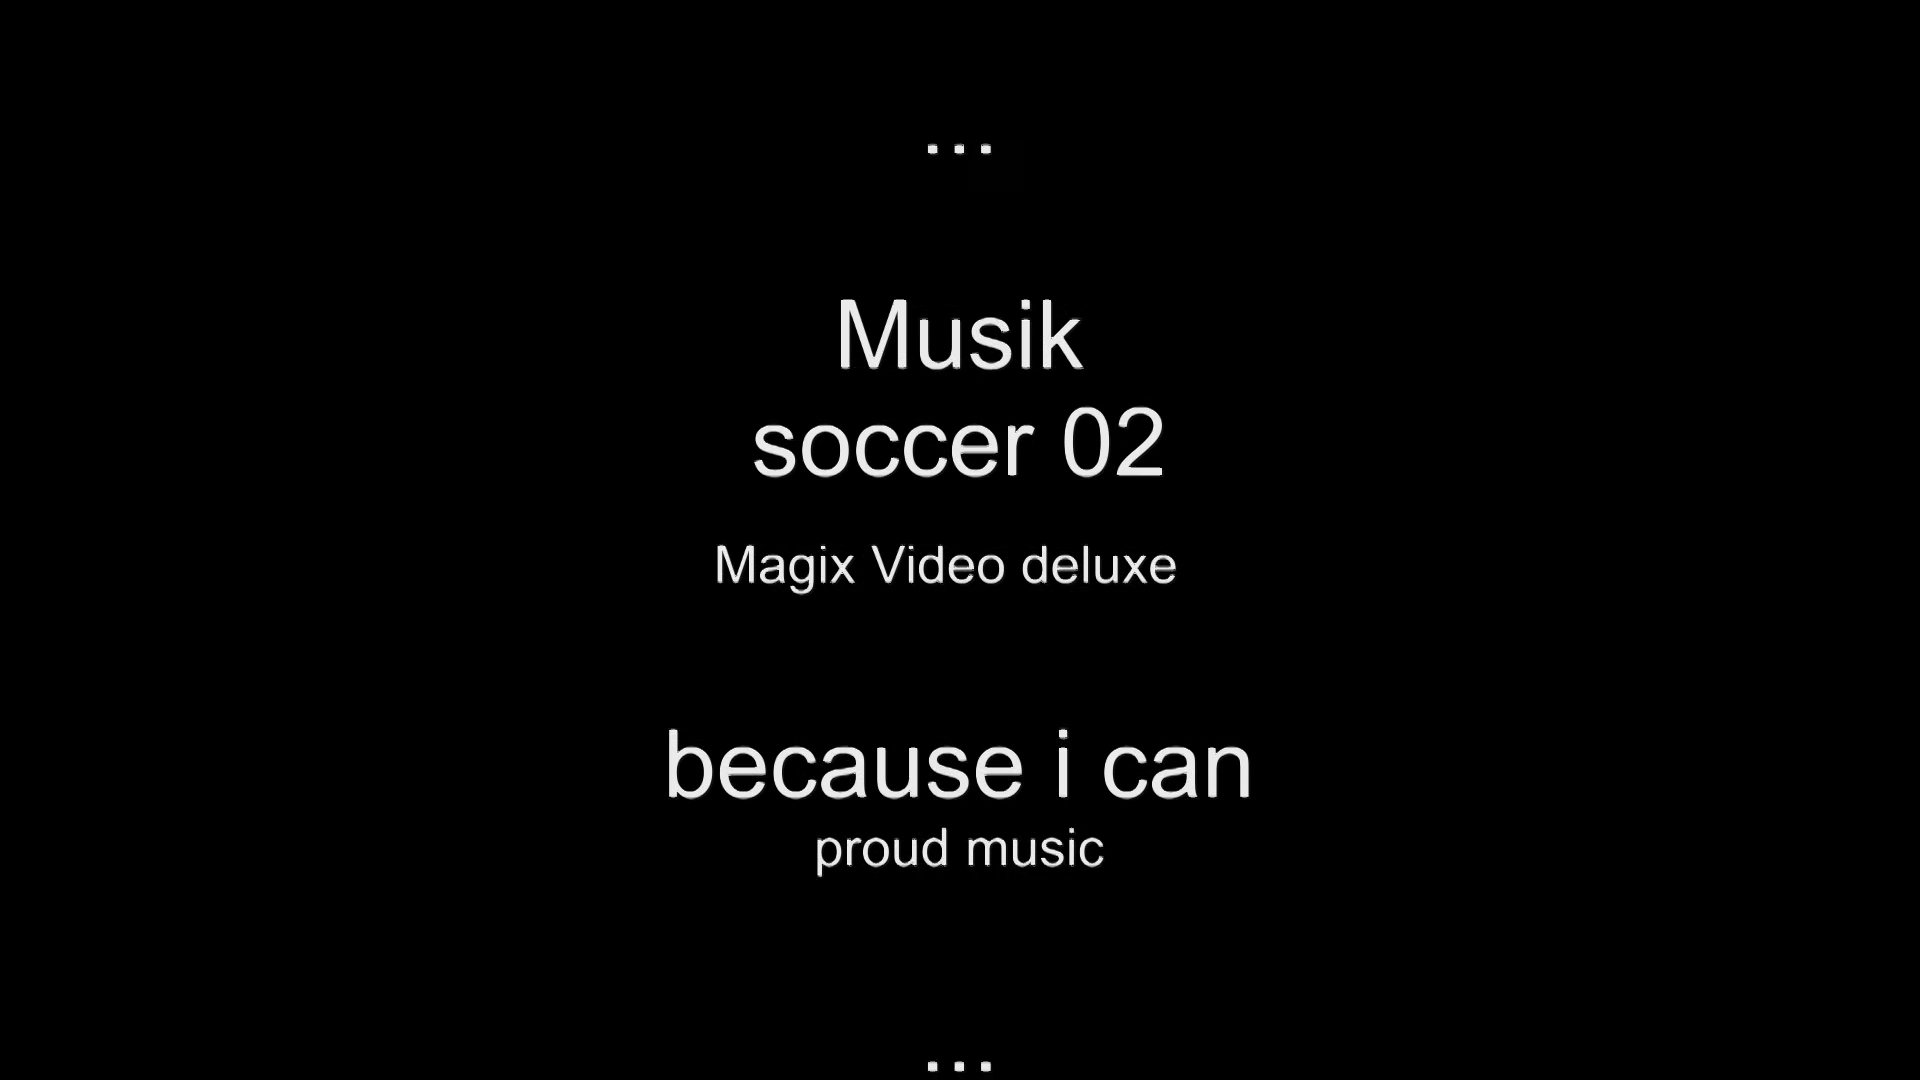 ...
Musik
soccer 02
Magix Video deluxe
because i can
proud music
...